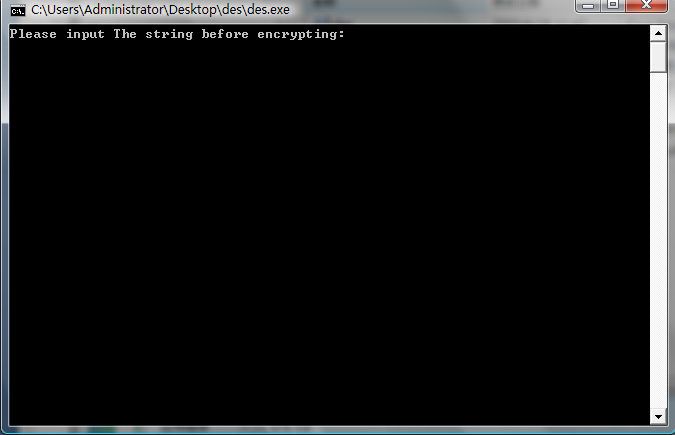 C:\Users\Administrator\Desktop\des\des.exe
Please input The string before encrypting: